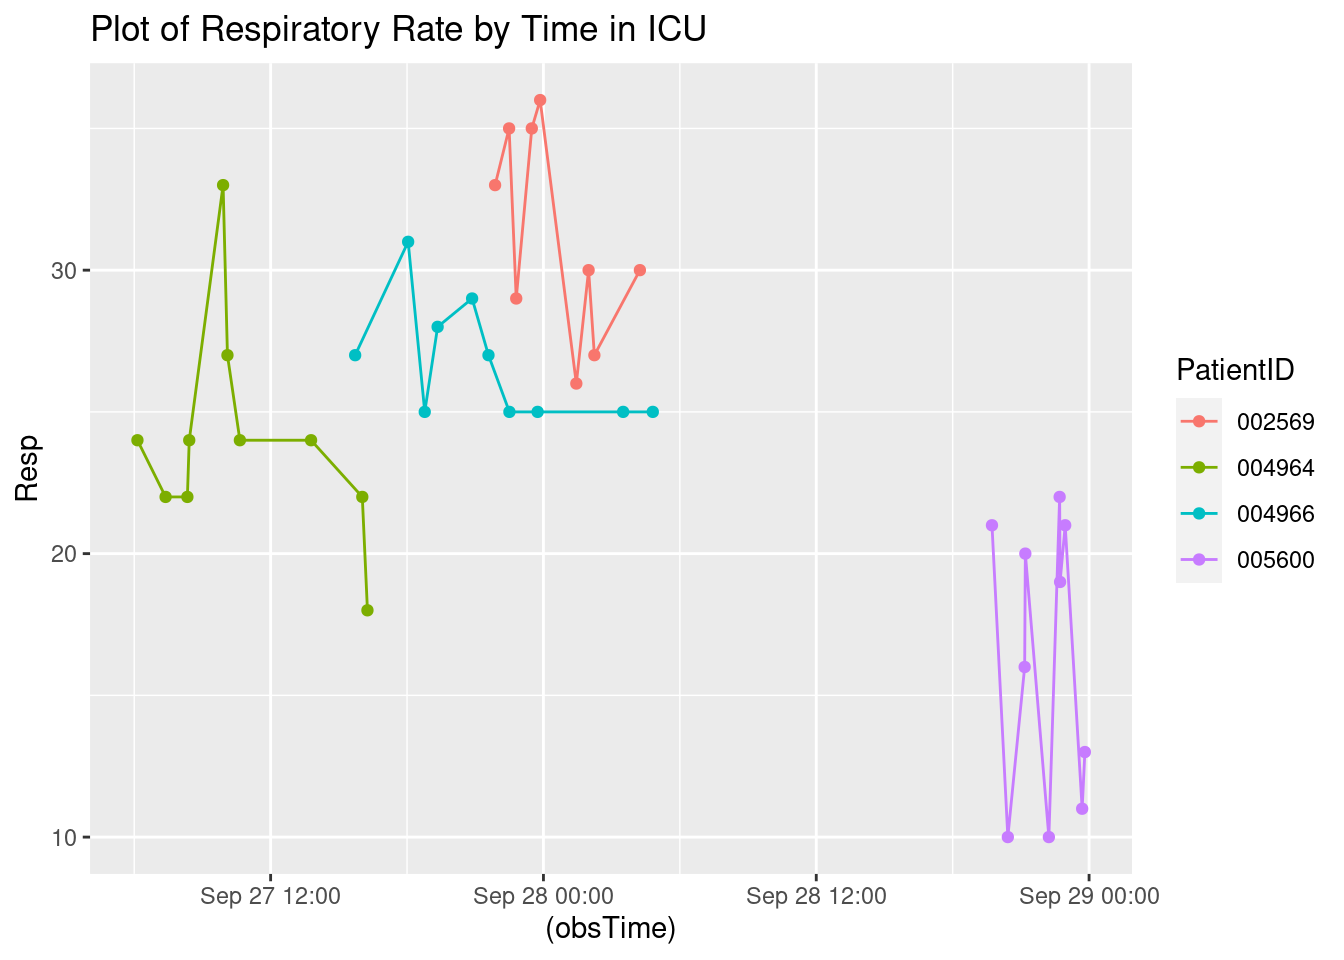 Plot of Respiratory Rate by Time in ICU
30
20
10
Resp
Sep 27 12:00
Sep 28 00:00
Sep 28 12:00
Sep 29 00:00
(obsTime)
PatientID
002569
004964
004966
005600